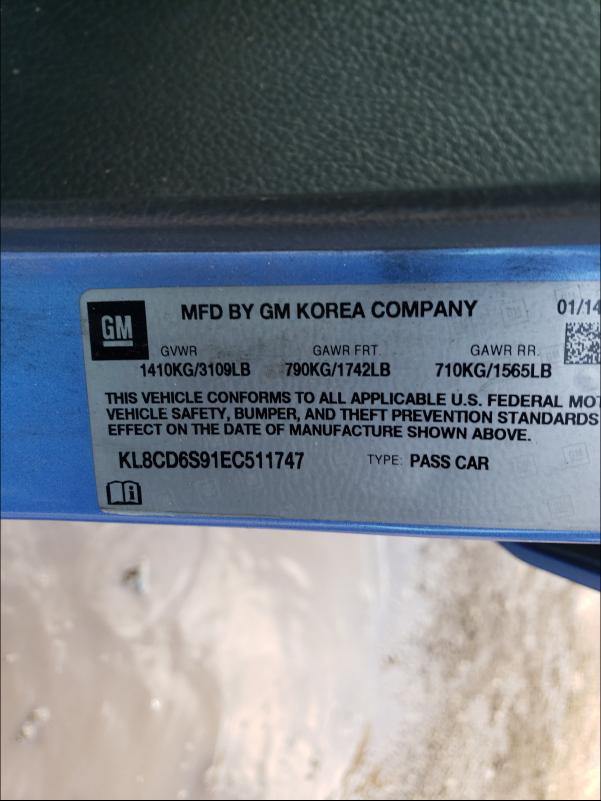 GM
MFD BY GM KOREA COMPANY
01/14
GVWR
GAWR FRT.
GAWR RR.
1410KG/3109LB
790KG/1742LB
710KG/1565LB
THIS VEHICLE CONFORMS TO ALL APPLICABLE U.S. FEDERAL MOT
VEHICLE SAFETY, BUMPER, AND THEFT PREVENTION STANDARDS
EFFECT ON THE DATE OF MANUFACTURE SHOWN ABOVE.
KL8CD6S91EC511747
TYPE: PASS CAR